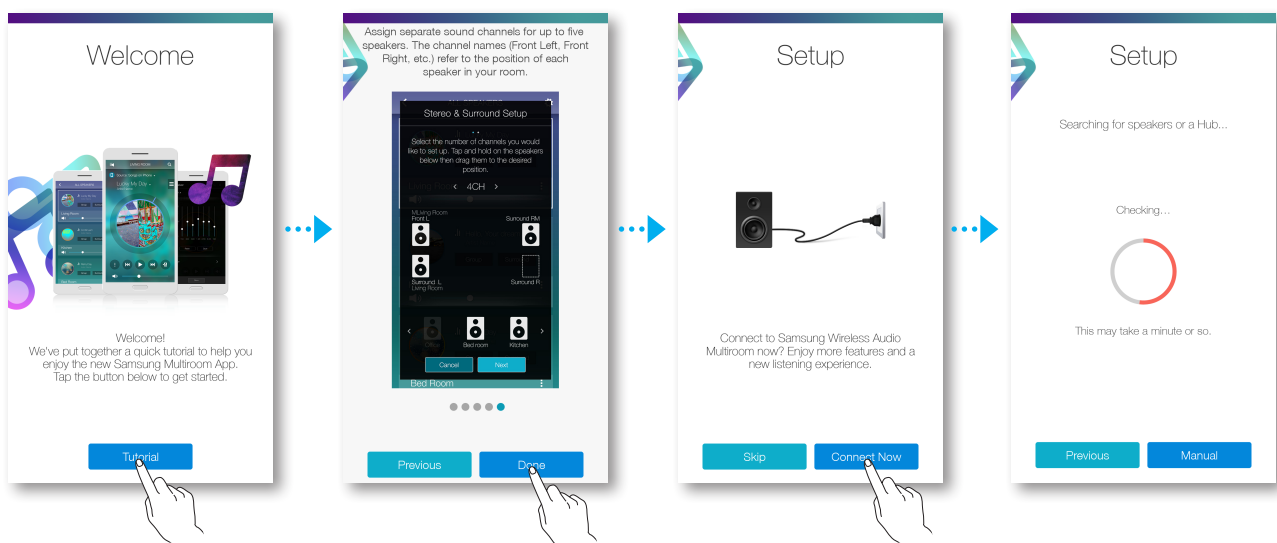 Welcome
LIVING ROOM
Welcome!
We've put together a quick tutorial to help you
enjoy the new Samsung Multiroom App.
Tap the button below to get started.
Tutorial
Assign separate sound channels for up to five
speakers. The channel names (Front Left, Front
Right, etc.) refer to the position of each
speaker in your room.
Stereo & Surround Setup
Select the number of channels you would
like to set up. Tap and hold on the speakers
below then drag them to the desired
position.
4CH
MLiving Room
Front L
Surround RM
Surround L
Living Room
Surround R
Office
Bed room
Kitchen
Cancel
Next
Bed Room
Previous
Done
Setup
Connect to Samsung Wireless Audio
Multiroom now? Enjoy more features and a
new listening experience.
Skip
Connect Now
Setup
Searching for speakers or a Hub...
Checking...
This may take a minute or so.
Previous
Manual